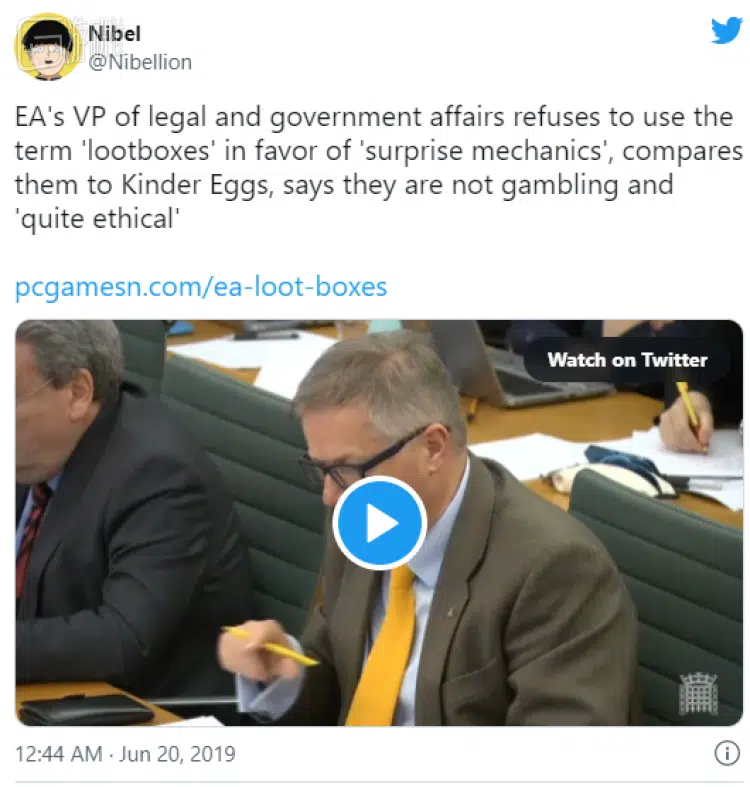 Nibel
@Nibellion
EA's VP of legal and government affairs refuses to use the
term 'lootboxes' in favor of 'surprise mechanics', compares
them to Kinder Eggs, says they are not gambling and
'quite ethical'
pcgamesn.com/ea-loot-boxes
Watch on Twitter
12:44 AM · Jun 20, 2019